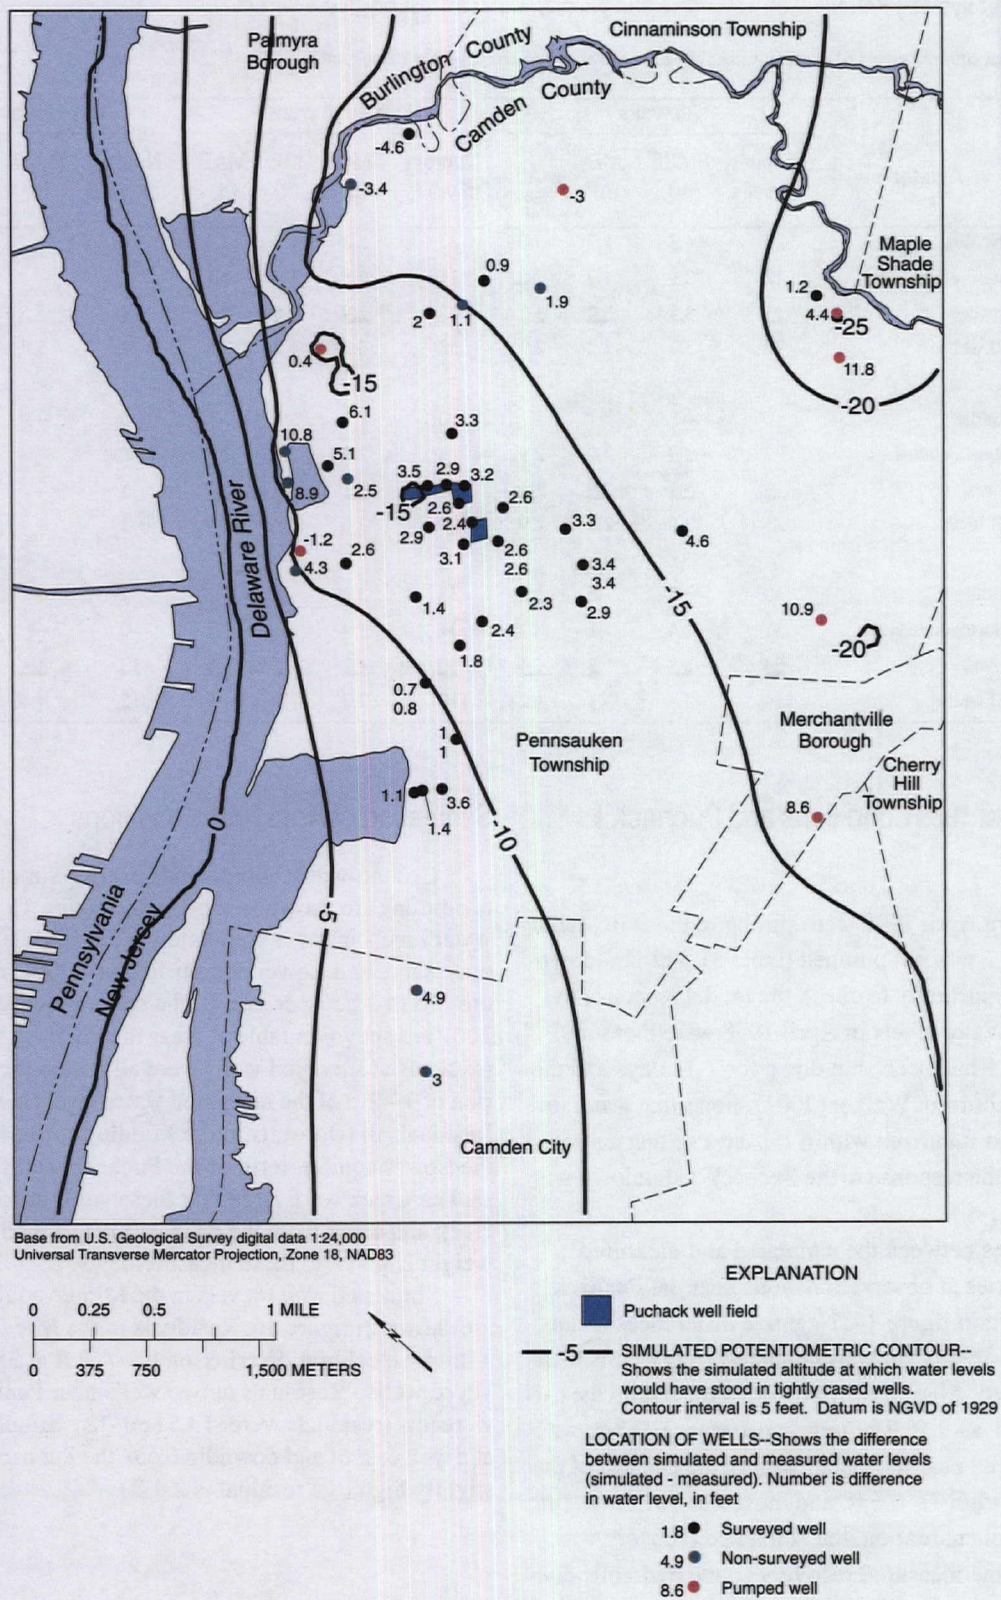 Palmyra
Borough
Burlington County
Camden County
Cinnaminson Township
-4.6
-3.4
-3
Maple
Shade
Township
0.9
1.9
1.2
2
1.1
4.4
-25
0.4
11.8
-15
-20
6.1
3.3
10.8
5.1
3.5
2.9
3.2
8.9
2.5
-15
2.6
2.6
2.4
2.9
3.3
4.6
-1.2
2.6
3.1
2.6
2.6
3.4
3.4
4.3
Delaware River
1.4
2.3
2.9
-15
10.9
2.4
-20
1.8
0.7
0.8
1
1
Pennsauken
Township
Merchantville
Borough
Cherry
Hill
Township
1.1
3.6
1.4
8.6
0
-10
-5
Pennsylvania
New Jersey
4.9
3
Camden City
Base from U.S. Geological Survey digital data 1:24,000
Universal Transverse Mercator Projection, Zone 18, NAD83
0 0.25 0.5 1 MILE
0 375 750 1,500 METERS
N
EXPLANATION
Puchack well field
-5 SIMULATED POTENTIOMETRIC CONTOUR--
Shows the simulated altitude at which water levels
would have stood in tightly cased wells.
Contour interval is 5 feet. Datum is NGVD of 1929
LOCATION OF WELLS--Shows the difference
between simulated and measured water levels
(simulated - measured). Number is difference
in water level, in feet
1.8 Surveyed well
4.9 Non-surveyed well
8.6 Pumped well